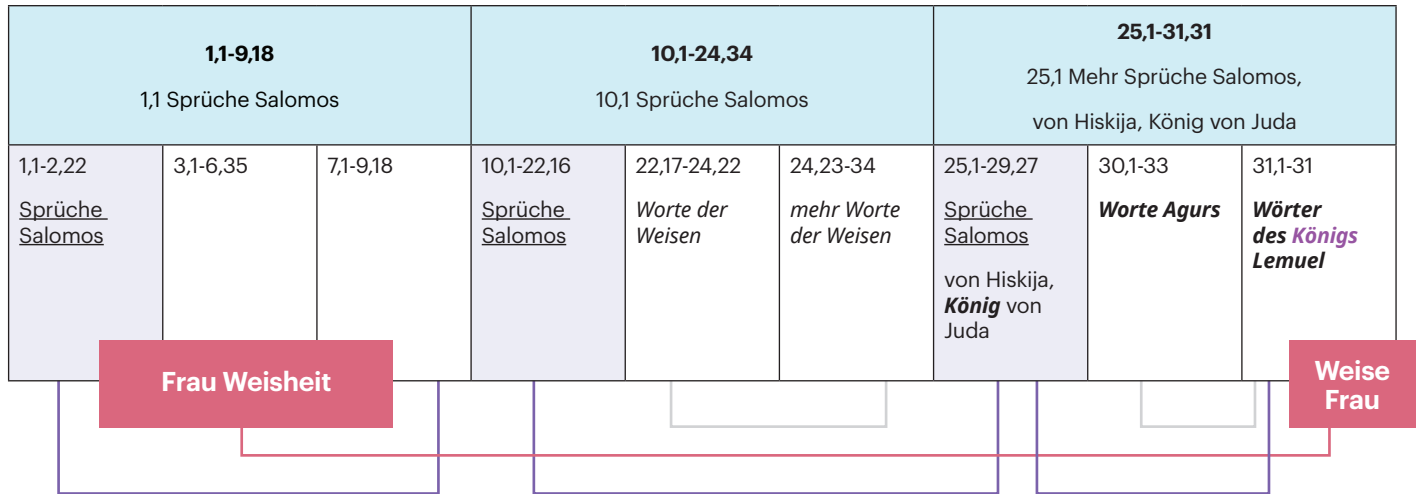 1,1-9,18
1,1 Sprüche Salomos
10,1-24,34
10,1 Sprüche Salomos
25,1-31,31
25,1 Mehr Sprüche Salomos,
von Hiskija, König von Juda
1,1-2,22
Sprüche
Salomos
3,1-6,35
7,1-9,18
10,1-22,16
Sprüche
Salomos
22,17-24,22
Worte der
Weisen
24,23-34
mehr Worte
der Weisen
25,1-29,27
Sprüche
Salomos
von Hiskija,
König von
Juda
30,1-33
Worte Agurs
31,1-31
Wörter
des Königs
Lemuel
Frau Weisheit
Weise
Frau